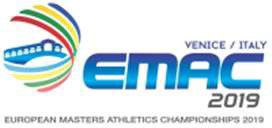 VENICE / ITALY
EMAC
2019
EUROPEAN MASTERS ATHLETICS CHAMPIONSHIPS 2019